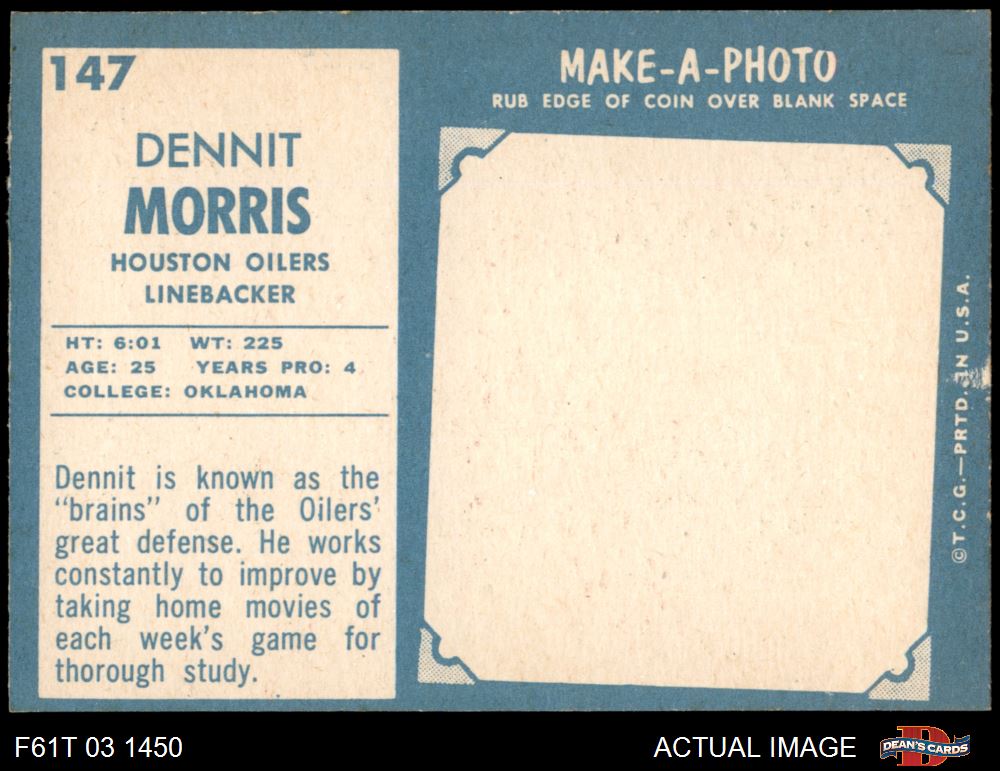 147
DENNIT
MORRIS
HOUSTON OILERS
LINEBACKER
HT: 6:01 WT: 225
AGE: 25 YEARS PRO: 4
COLLEGE: OKLAHOMA
Dennit is known as the
"brains" of the Oilers'
great defense. He works
constantly to improve by
taking home movies of
each week's game for
thorough study.
MAKE-A-PHOTO
RUB EDGE OF COIN OVER BLANK SPACE
©T.C.G.—PRTD. IN U.S.A.
F61T 03 1450
ACTUAL IMAGE
DEAN'S CARDS